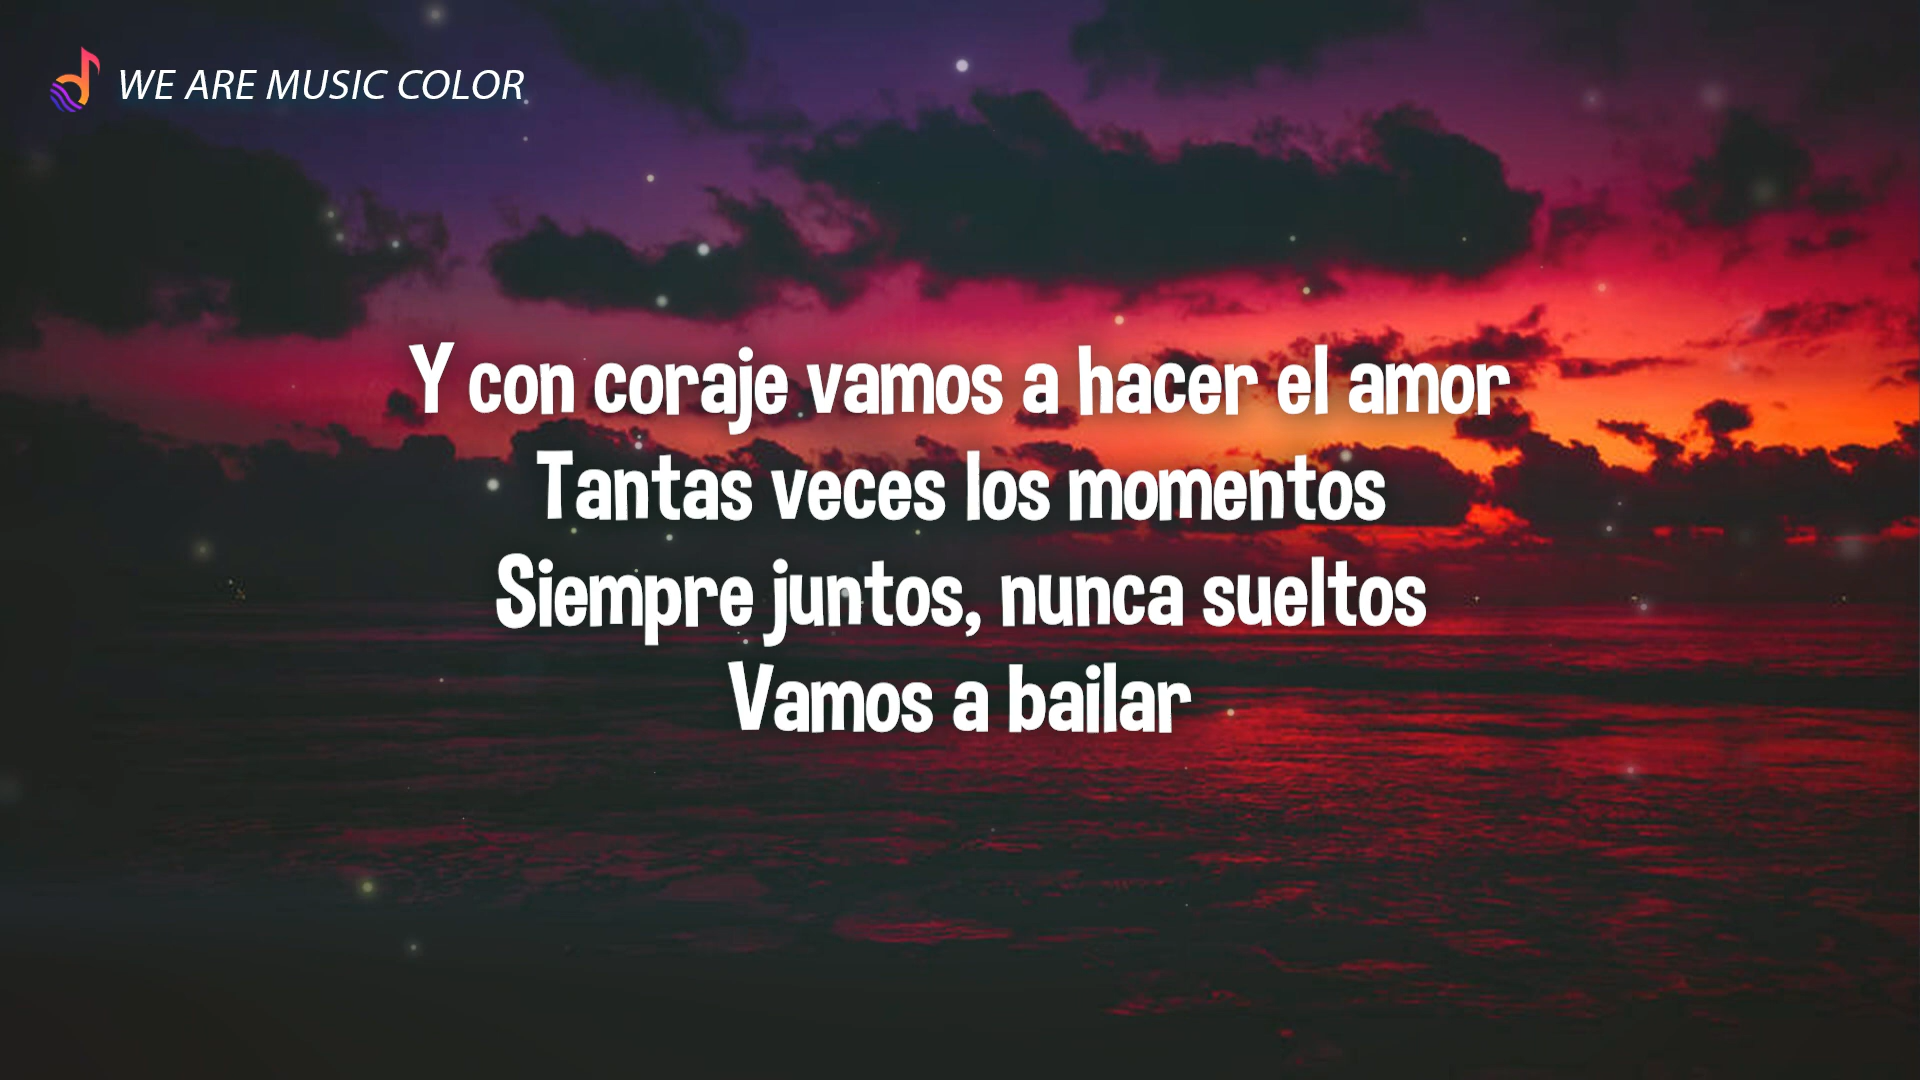 WE ARE MUSIC COLOR
Y con coraje vamos a hacer el amor
Tantas veces los momentos
Siempre juntos, nunca sueltos
Vamos a bailar